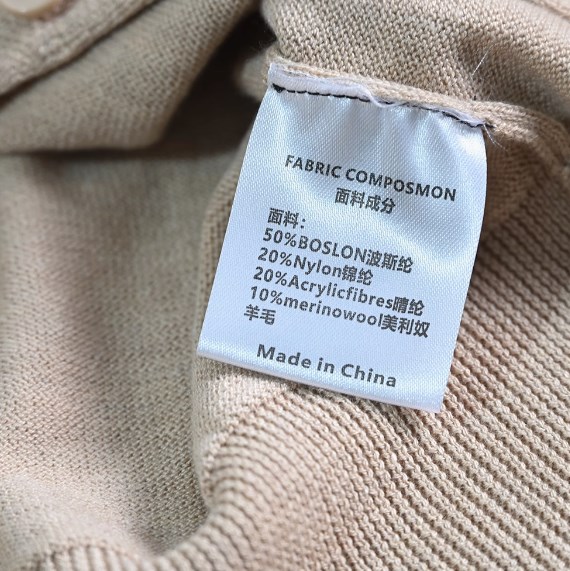 FABRIC COMPOSMON
面料成分
面料：
50%BOSLON波斯纶
20%Nylon锦纶
20%Acrylicfibres晴纶
10%merinowool美利奴
羊毛
Made in China